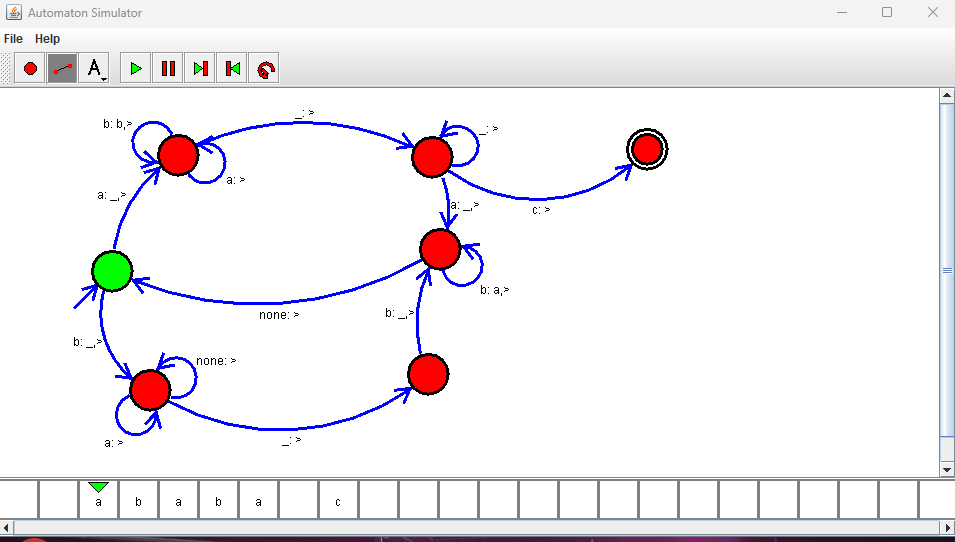 Automaton Simulator
File Help
A
_: >
b: b,>
_: >
a: >
a: _,>
a: _,>
c: >
b: a,>
none: >
b: _,>
b: _,>
none: >
a: >
_: >
a b a b a c